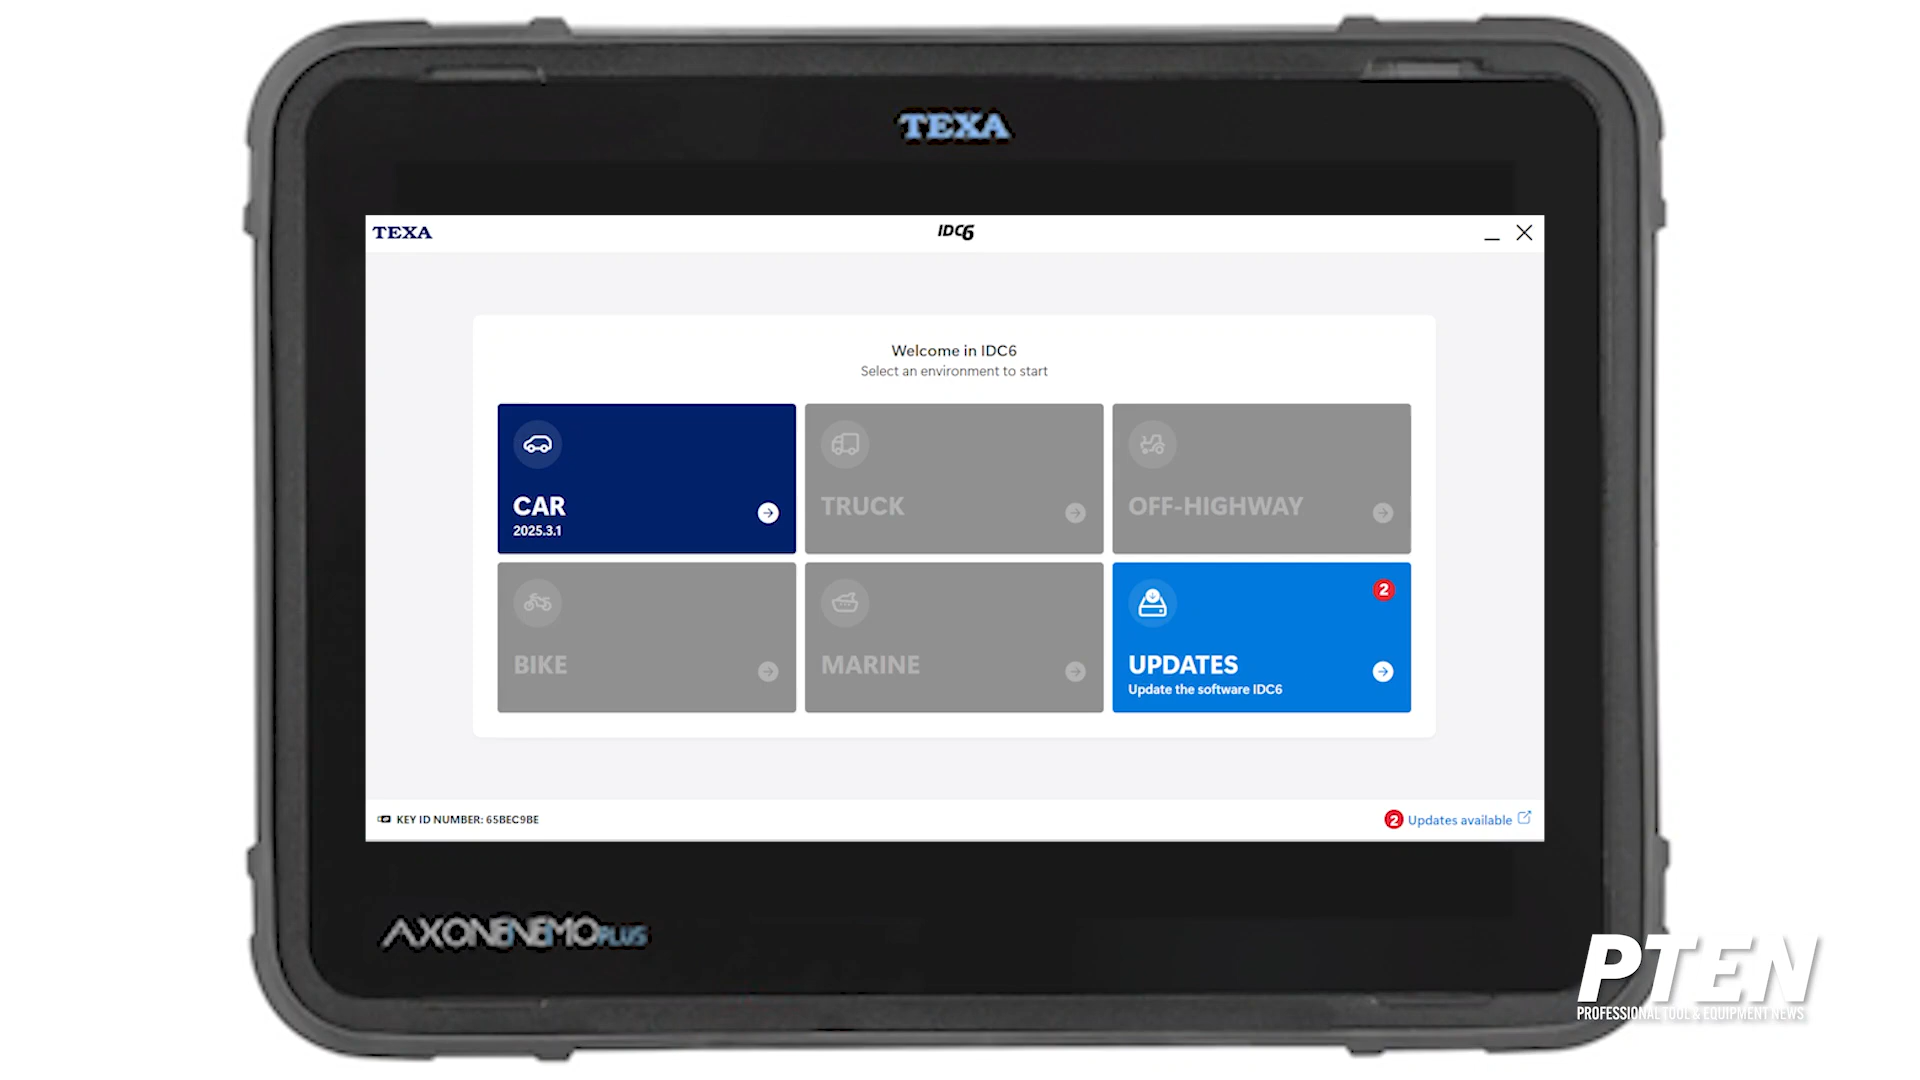 TEXA
TEXA
IDC6
Welcome in IDC6
Select an environment to start
CAR
2025.3.1
TRUCK
OFF-HIGHWAY
BIKE
MARINE
2
UPDATES
Update the software IDC6
KEY ID NUMBER: 65BEC9BE
2 Updates available
AXONE NEMO PLUS
PTEN
PROFESSIONAL TOOL & EQUIPMENT NEWS